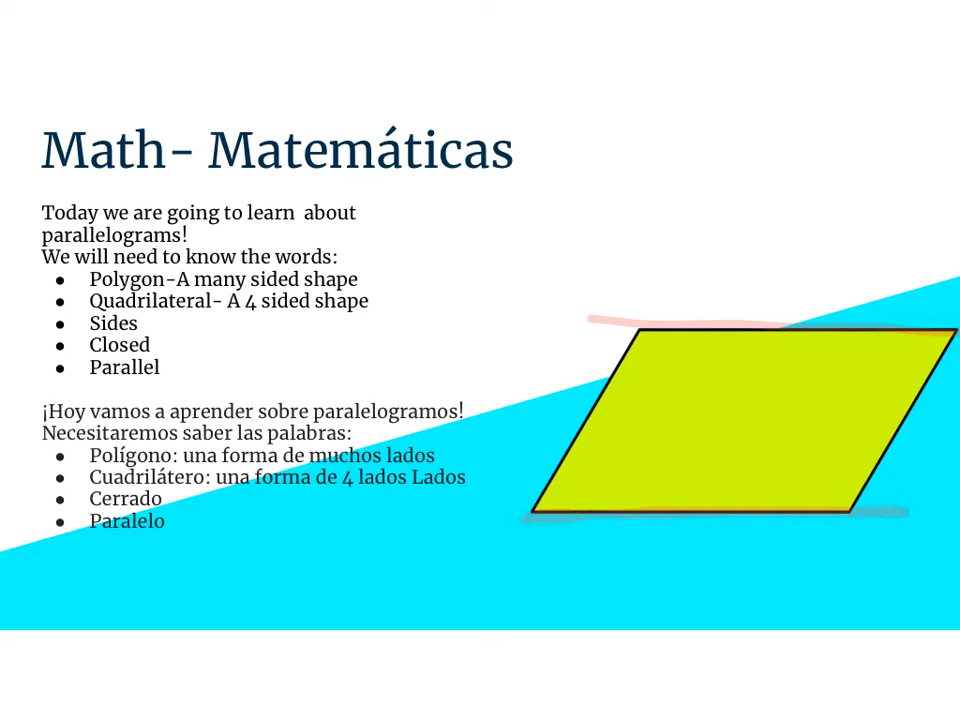 Math- Matemáticas
Today we are going to learn  about
parallelograms!
We will need to know the words:
● Polygon-A many sided shape
● Quadrilateral- A 4 sided shape
● Sides
● Closed
● Parallel
¡Hoy vamos a aprender sobre paralelogramos!
Necesitaremos saber las palabras:
● Polígono: una forma de muchos lados
● Cuadrilátero: una forma de 4 lados Lados
● Cerrado
● Paralelo